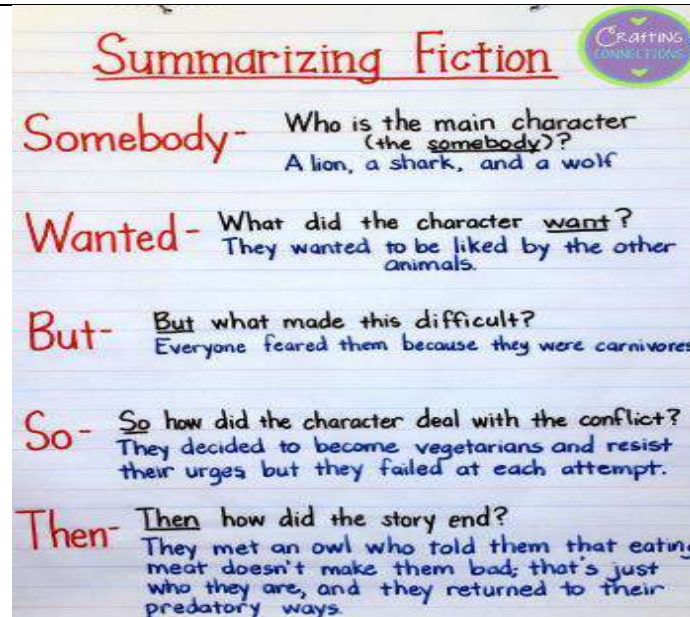 Crafting
CONNECTIONS
Summarizing Fiction
Somebody- Who is the main character
(the somebody)?
A lion, a shark, and a wolf
Wanted- What did the character want?
They wanted to be liked by the other
animals.
But- But what made this difficult?
Everyone feared them because they were carnivores
So- So how did the character deal with the conflict?
They decided to become vegetarians and resist
their urges but they failed at each attempt.
Then- Then how did the story end?
They met an owl who told them that eating
meat doesn't make them bad; that's just
who they are, and they returned to their
predatory ways.